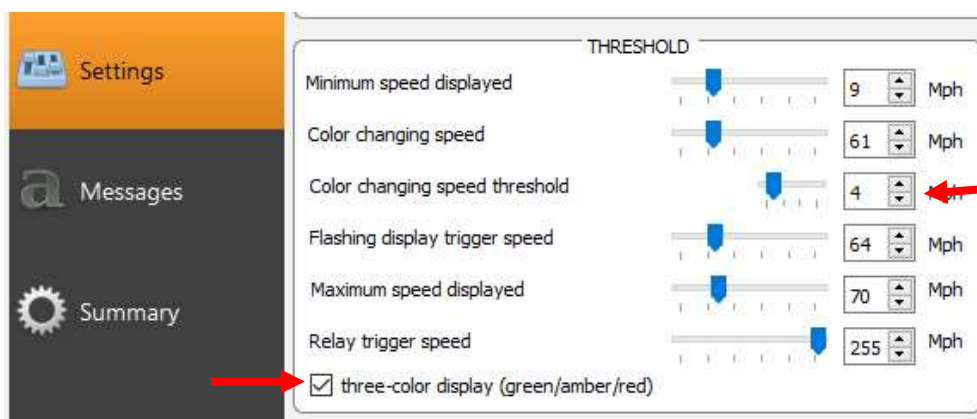 THRESHOLD
Settings
Minimum speed displayed 9 Mph
Color changing speed 61 Mph
Messages
Color changing speed threshold 4 Mph
Flashing display trigger speed 64 Mph
Maximum speed displayed 70 Mph
Summary
Relay trigger speed 255 Mph
three-color display (green/amber/red)